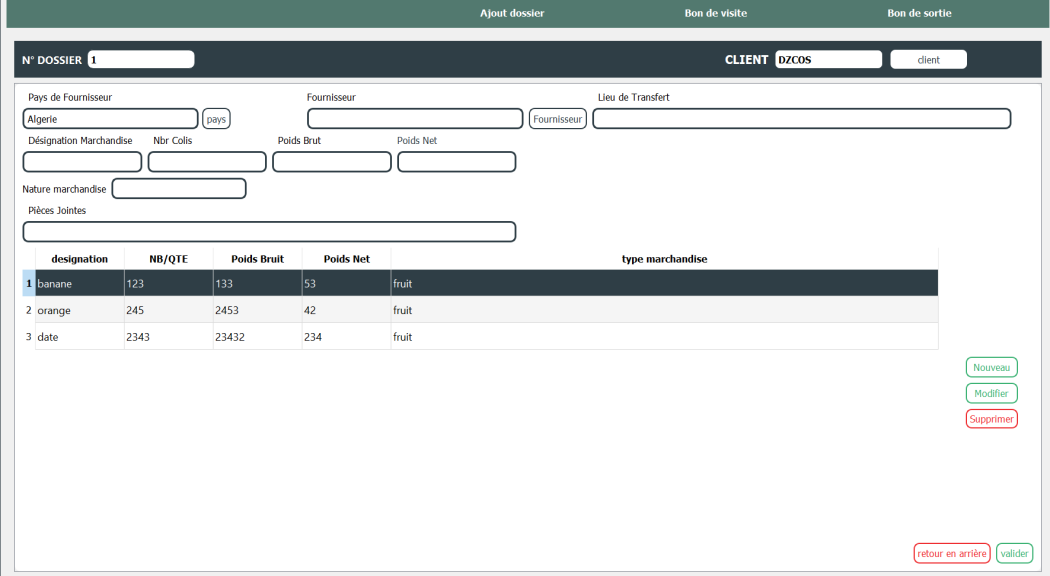 Ajout dossier Bon de visite Bon de sortie
N° DOSSIER 1 CLIENT DZCOS client
Pays de Fournisseur Fournisseur Lieu de Transfert
Algerie pays Fournisseur
Désignation Marchandise Nbr Colis Poids Brut Poids Net
Nature marchandise
Pièces Jointes
designation NB/QTE Poids Bruit Poids Net type marchandise
1 banane 123 133 53 fruit
2 orange 245 2453 42 fruit
3 date 2343 23432 234 fruit
Nouveau
Modifier
Supprimer
retour en arrière valider